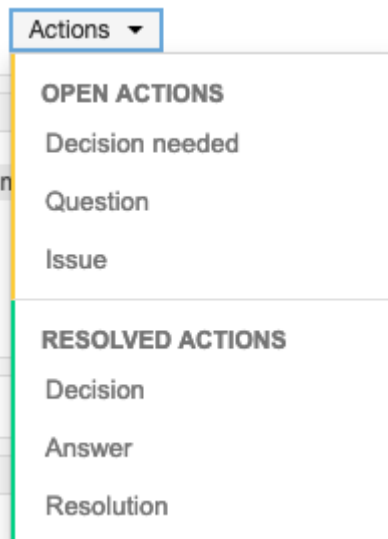 Actions
OPEN ACTIONS
Decision needed
Question
Issue
RESOLVED ACTIONS
Decision
Answer
Resolution